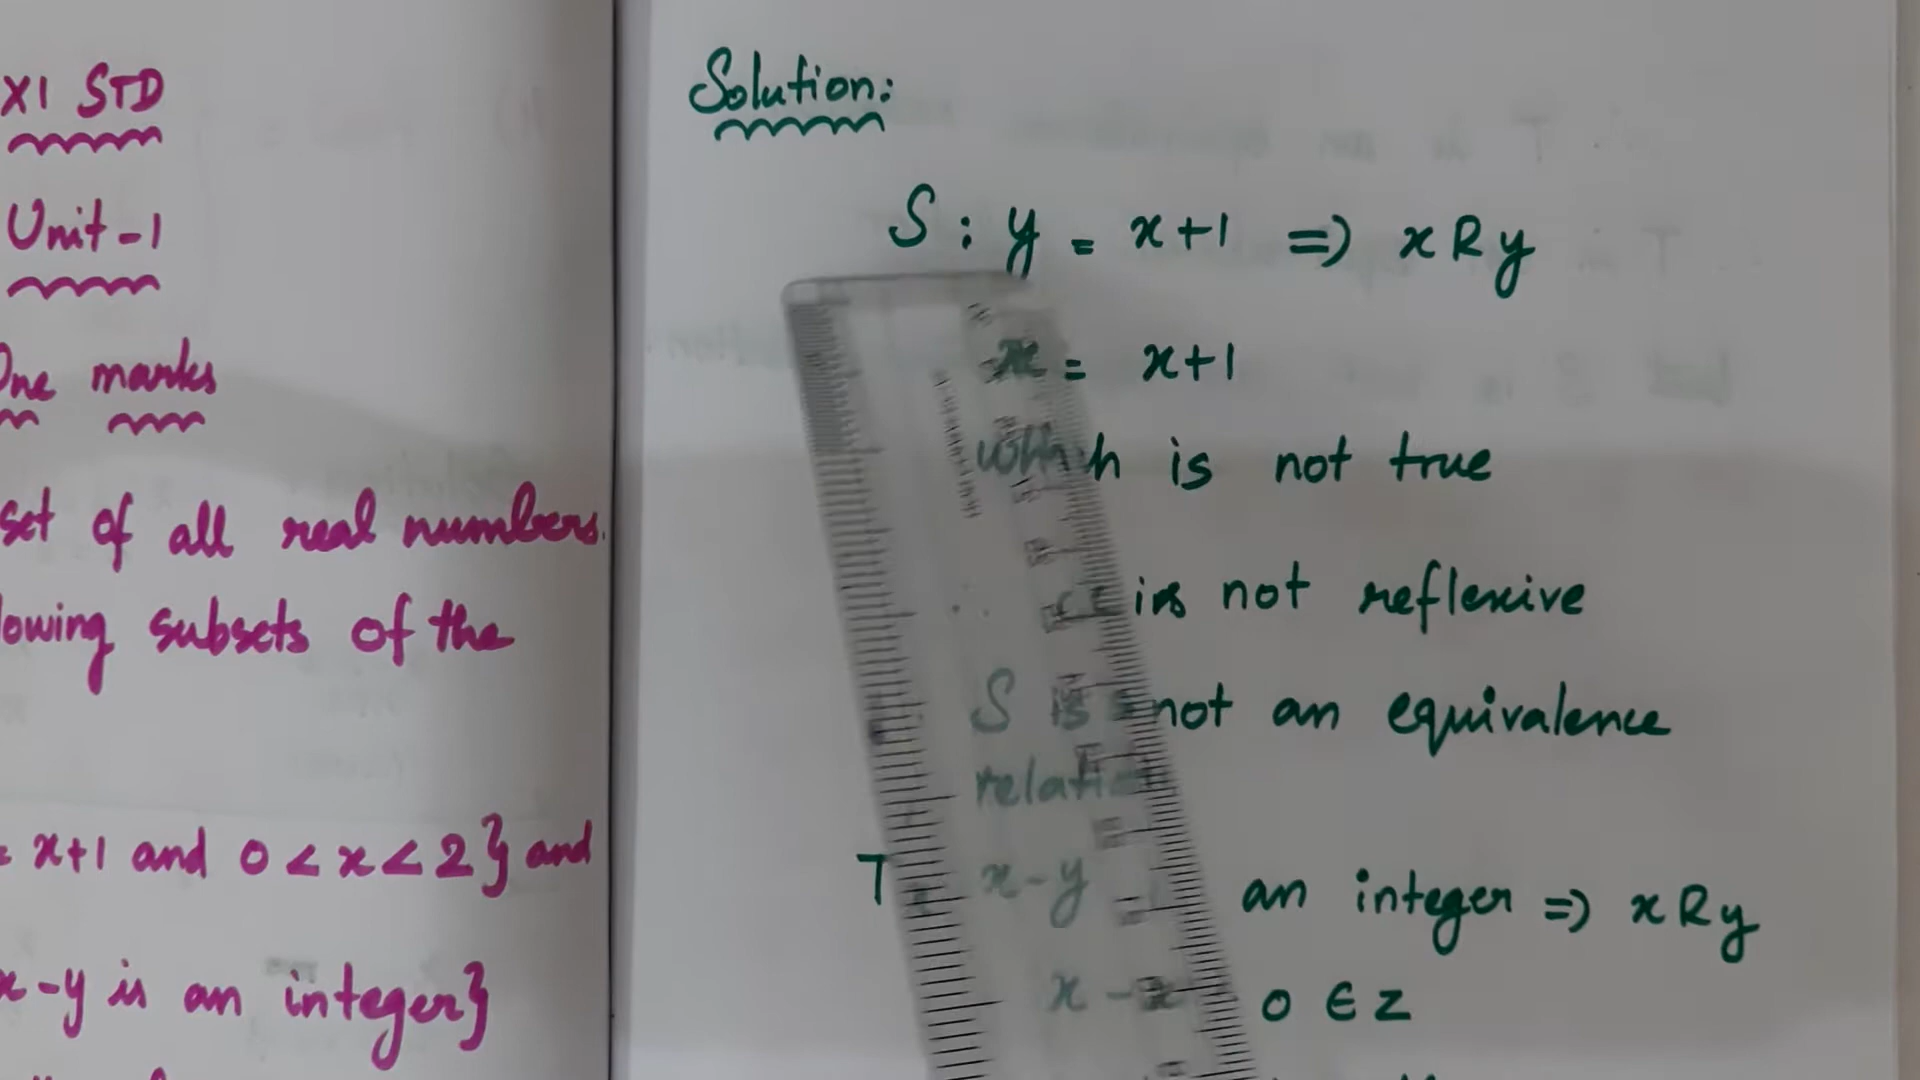 XI STD
Unit-1
One marks
set of all real numbers.
lowing subsets of the
= x+1 and 0 < x < 2} and
x-y is an integer}
Solution:
S : y = x+1 => x R y
x = x+1
which is not true
is not reflexive
S is not an equivalence
relation
T : x-y an integer => x R y
x - x 0 ∈ Z